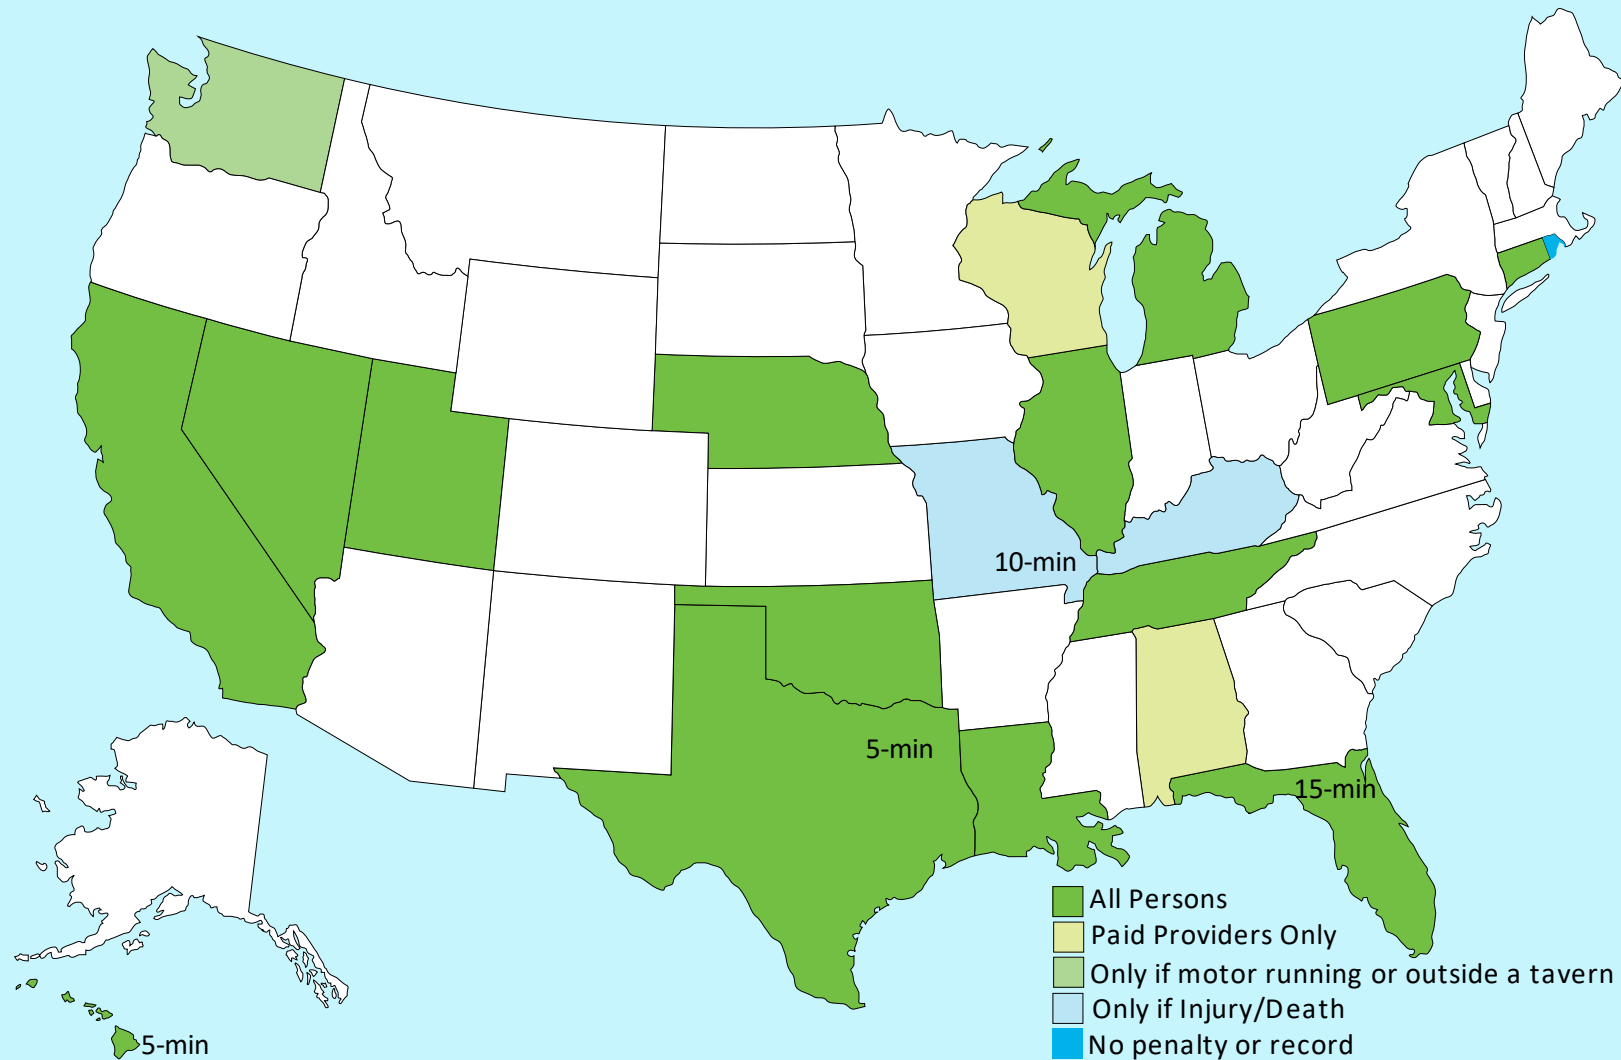 10-min
5-min
15-min
All Persons
Paid Providers Only
Only if motor running or outside a tavern
Only if Injury/Death
5-min
No penalty or record